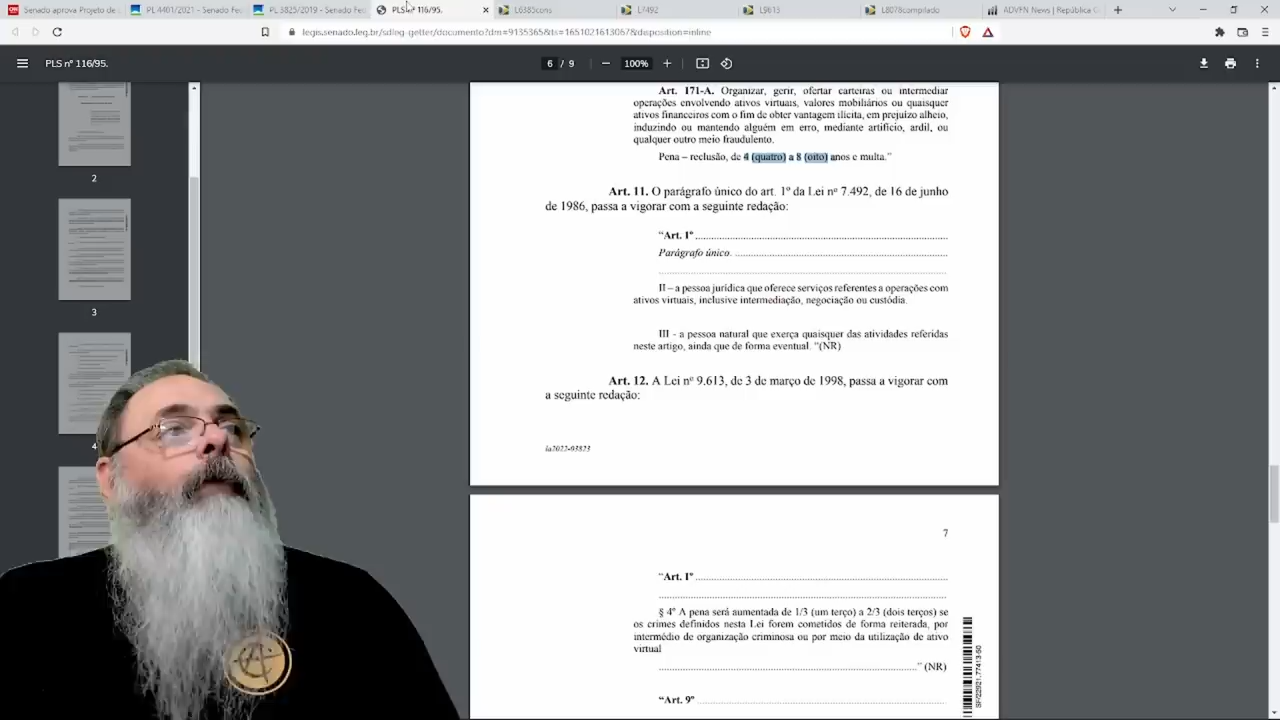 Senado aprova Projeto de
PL 4401/2021 - Senado Fed
PL 3825/2019 - Senado Fed
PLS nº 116/95.
L6385cons
L7492
L9613
L8078compilado
ADVFN News | República C
legis.senado.leg.br/sdleg-getter/documento?dm=9135365&ts=1651021613067&disposition=inline
PLS nº 116/95.
6 / 9
100%
2
3
4
Art. 171-A. Organizar, gerir, ofertar carteiras ou intermediar
operações envolvendo ativos virtuais, valores mobiliários ou quaisquer
ativos financeiros com o fim de obter vantagem ilícita, em prejuízo alheio,
induzindo ou mantendo alguém em erro, mediante artifício, ardil, ou
qualquer outro meio fraudulento.
Pena – reclusão, de 4 (quatro) a 8 (oito) anos e multa.”
Art. 11. O parágrafo único do art. 1º da Lei nº 7.492, de 16 de junho
de 1986, passa a vigorar com a seguinte redação:
“Art. 1º ........................................................................
Parágrafo único. ........................................................................
........................................................................
II – a pessoa jurídica que oferece serviços referentes a operações com
ativos virtuais, inclusive intermediação, negociação ou custódia.
III - a pessoa natural que exerça quaisquer das atividades referidas
neste artigo, ainda que de forma eventual. ”(NR)
Art. 12. A Lei nº 9.613, de 3 de março de 1998, passa a vigorar com
a seguinte redação:
la2022-03823
7
“Art. 1º ........................................................................
........................................................................
§ 4º A pena será aumentada de 1/3 (um terço) a 2/3 (dois terços) se
os crimes definidos nesta Lei forem cometidos de forma reiterada, por
intermédio de organização criminosa ou por meio da utilização de ativo
virtual
........................................................................” (NR)
“Art. 9º ........................................................................
SF/22921.77413-60